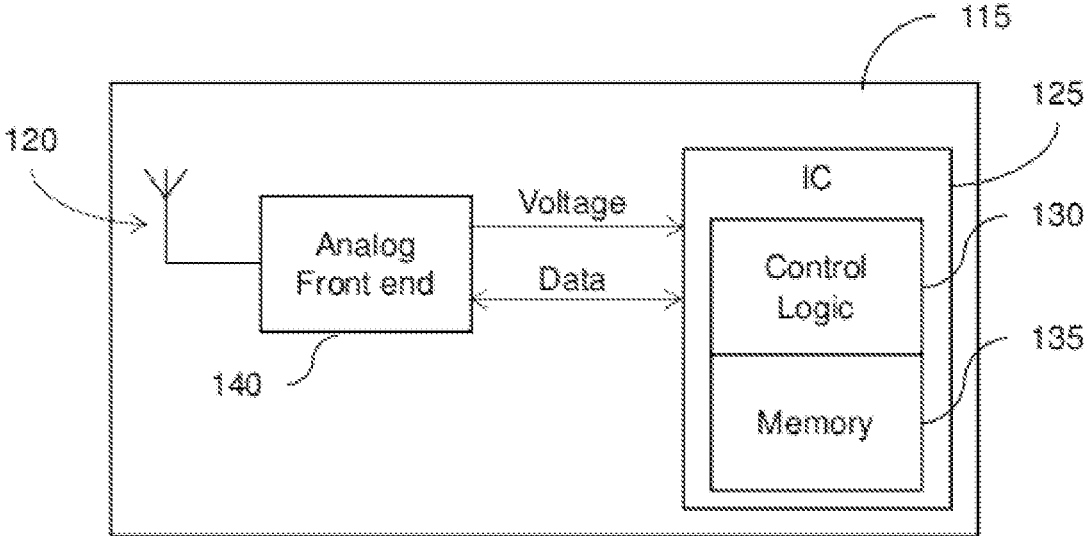 115
125
120
IC
Voltage
130
Analog
Front end
Control
Logic
Data
135
140
Memory